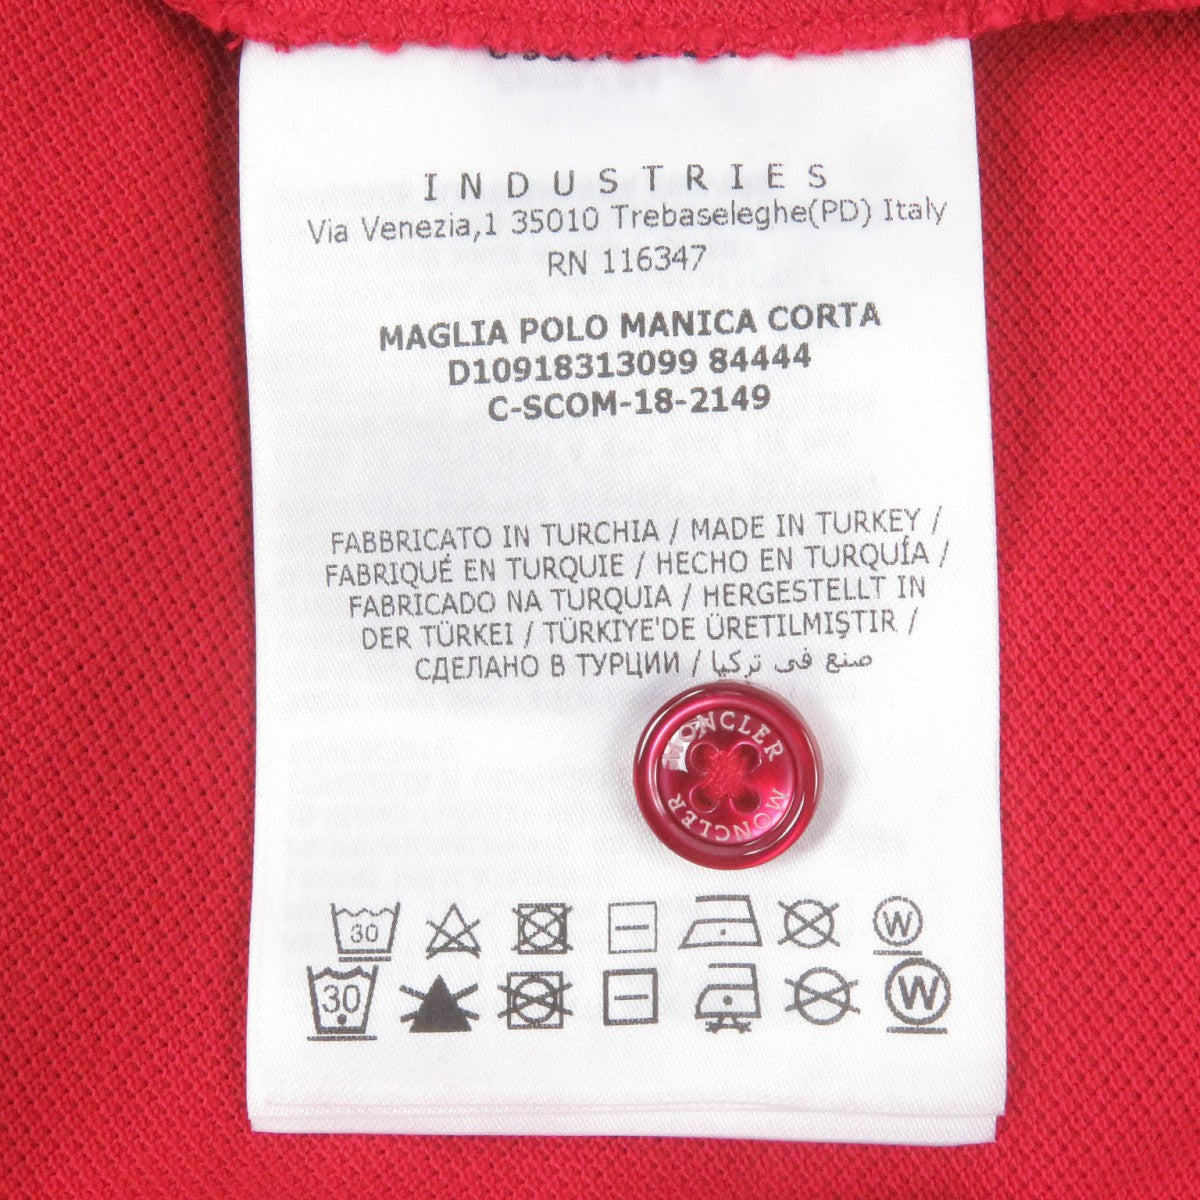 INDUSTRIES
Via Venezia,1 35010 Trebaseleghe(PD) Italy
RN 116347
MAGLIA POLO MANICA CORTA
D10918313099 84444
C-SCOM-18-2149
FABBRICATO IN TURCHIA / MADE IN TURKEY /
FABRIQUÉ EN TURQUIE / HECHO EN TURQUÍA /
FABRICADO NA TURQUIA / HERGESTELLT IN
DER TÜRKEI / TÜRKIYE'DE ÜRETILMIŞTIR /
СДЕЛАНО В ТУРЦИИ / صنع في تركيا
MONCLER
MONCLER
30 W
30 W